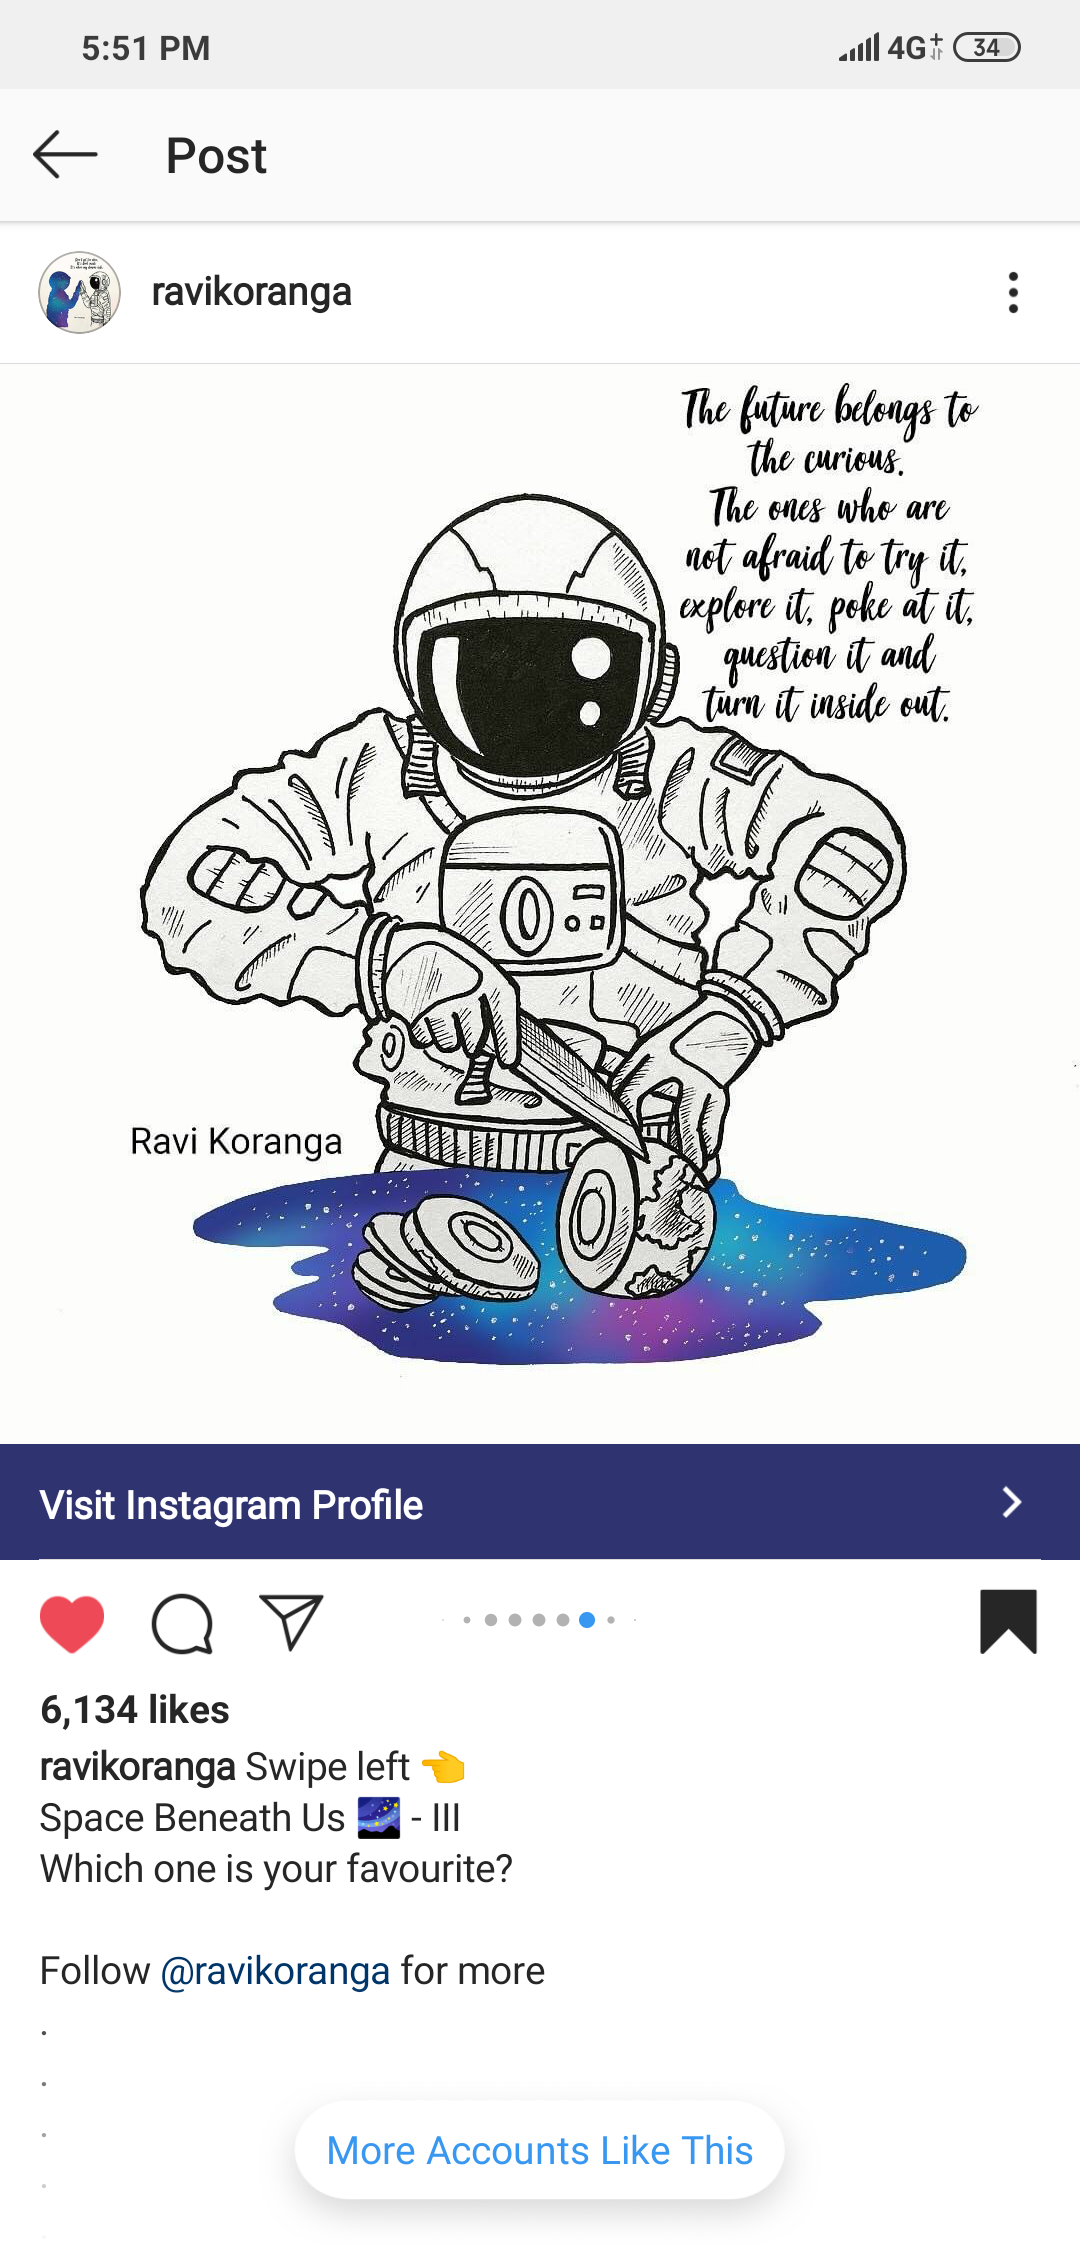 5:51 PM 4G+ 34
Post
ravikoranga
The future belongs to
the curious.
The ones who are
not afraid to try it,
explore it, poke at it,
question it and
turn it inside out.
Ravi Koranga
Visit Instagram Profile
6,134 likes
ravikoranga Swipe left 👈
Space Beneath Us 🌌 - III
Which one is your favourite?
Follow @ravikoranga for more
.
.
.
.
More Accounts Like This